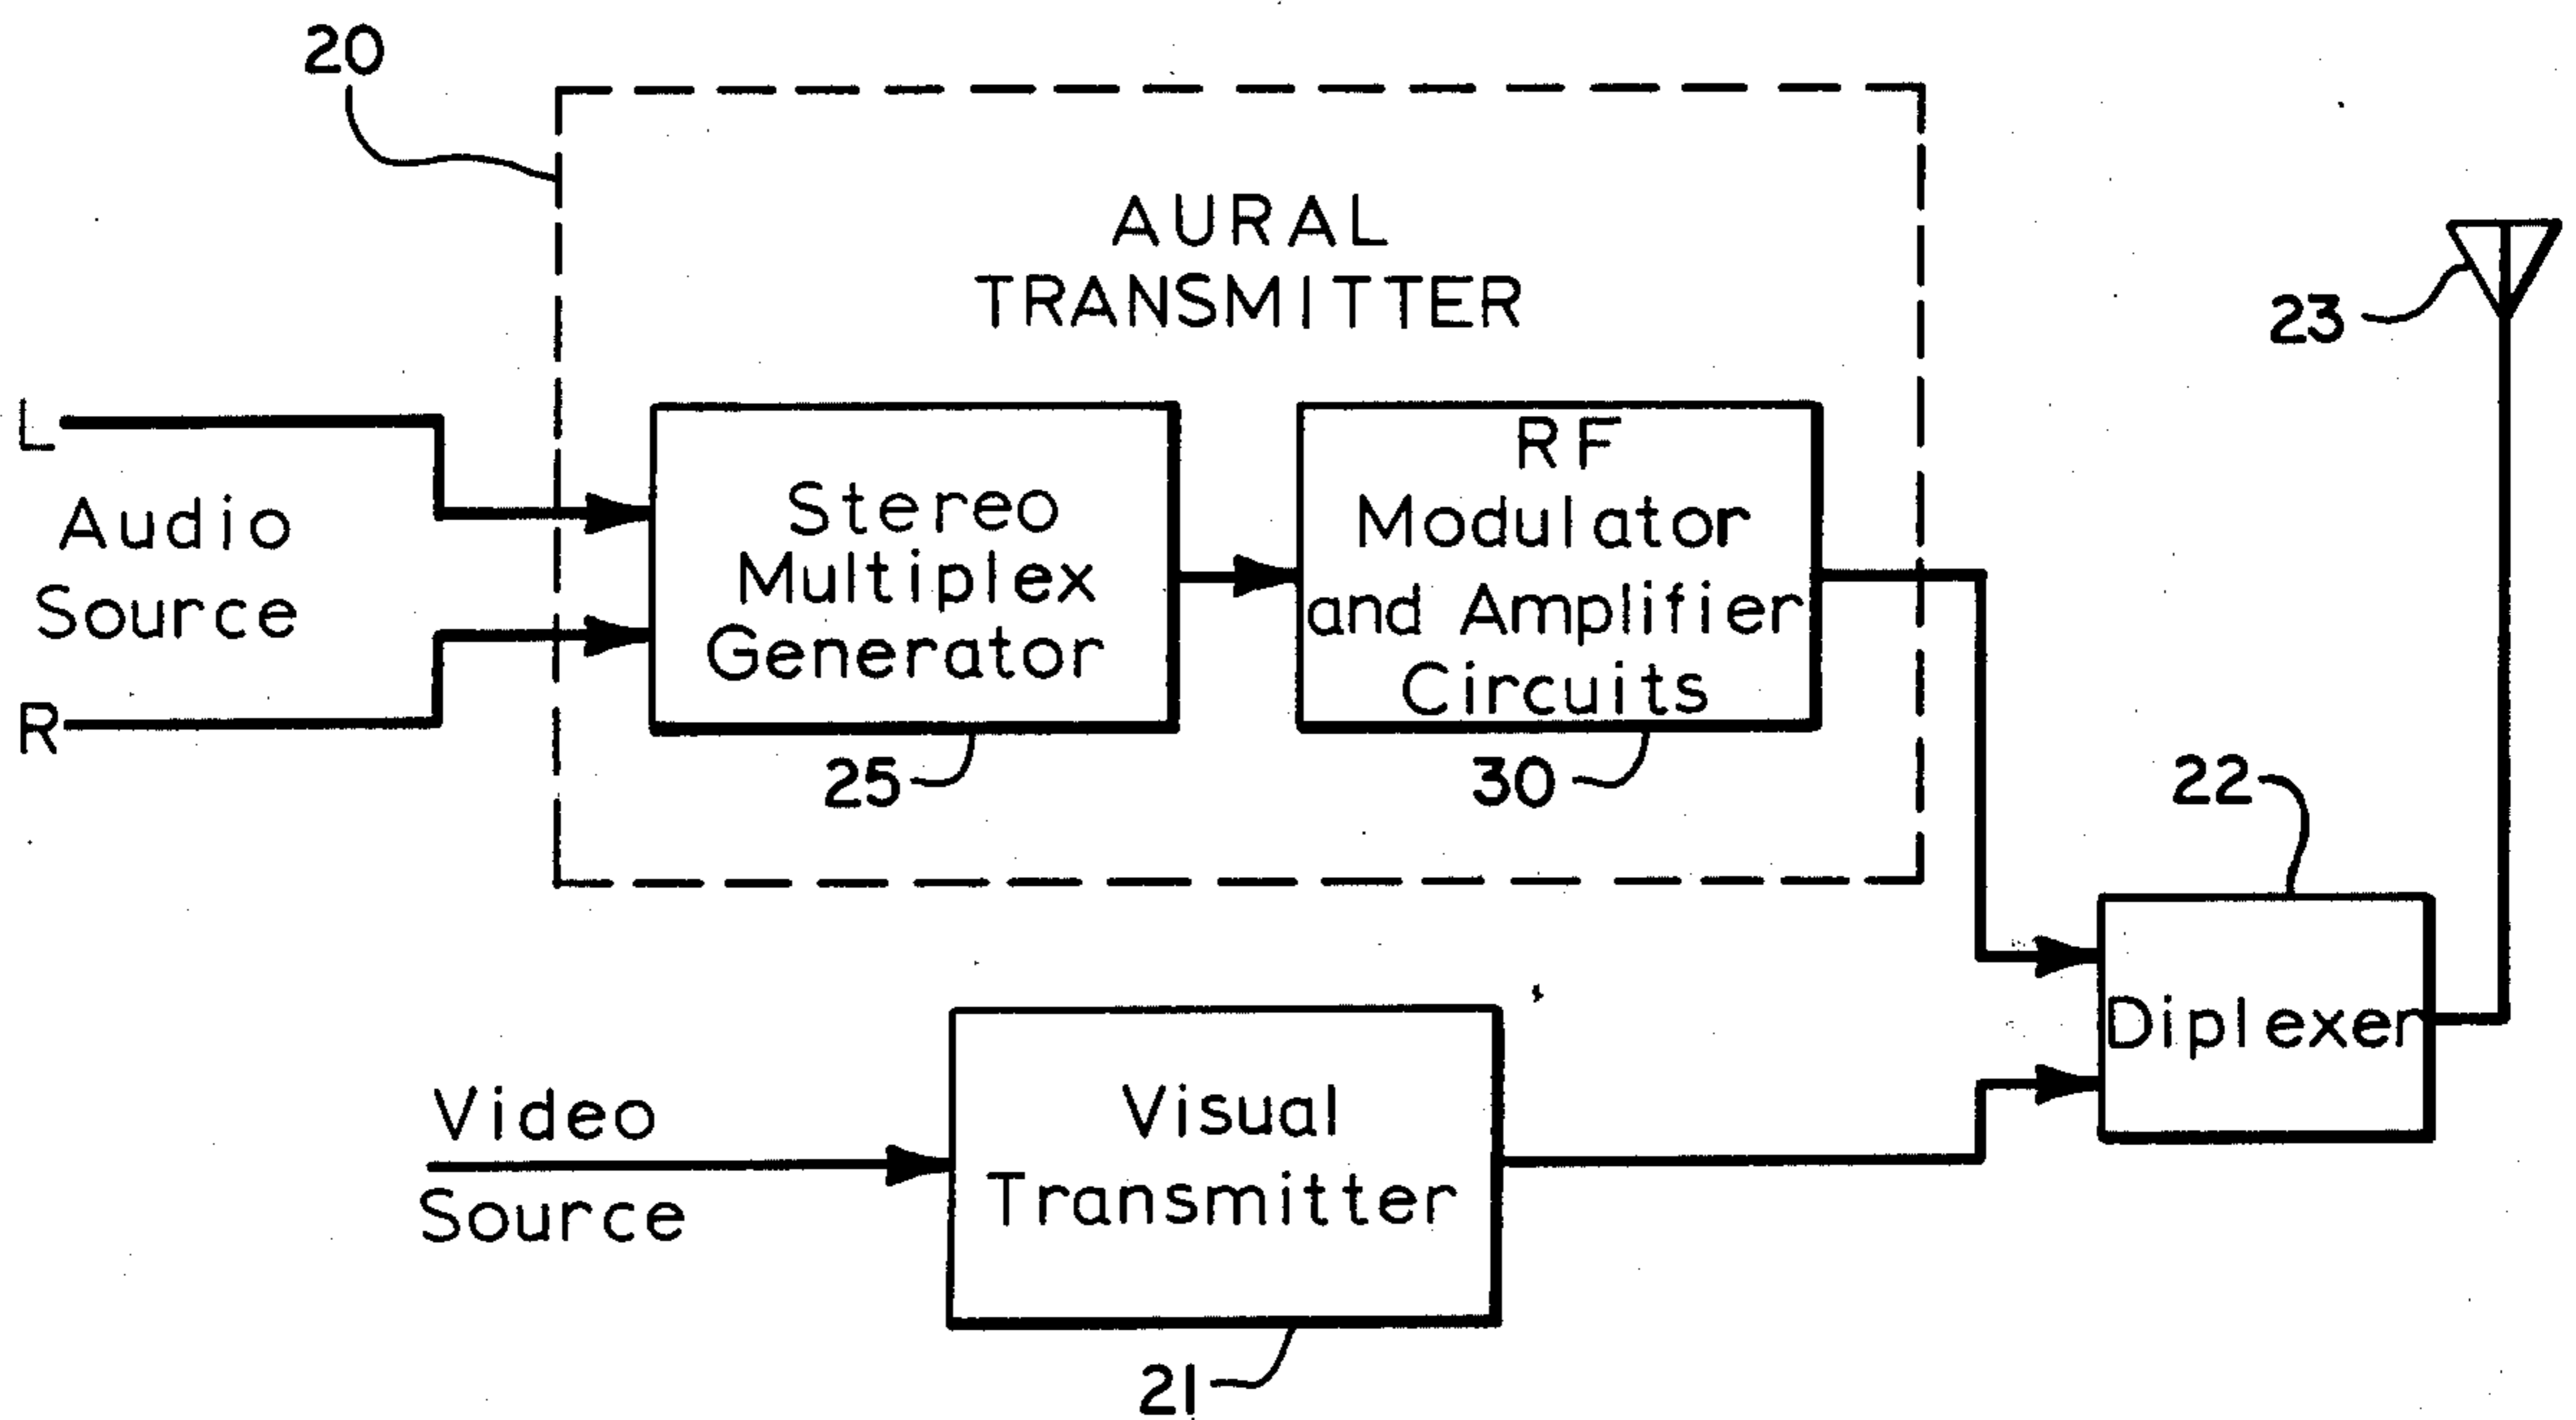 20
AURAL
TRANSMITTER
23
L
Audio
Source
R
Stereo
Multiplex
Generator
25
RF
Modulator
and Amplifier
Circuits
30
22
Diplexer
Video
Source
Visual
Transmitter
21